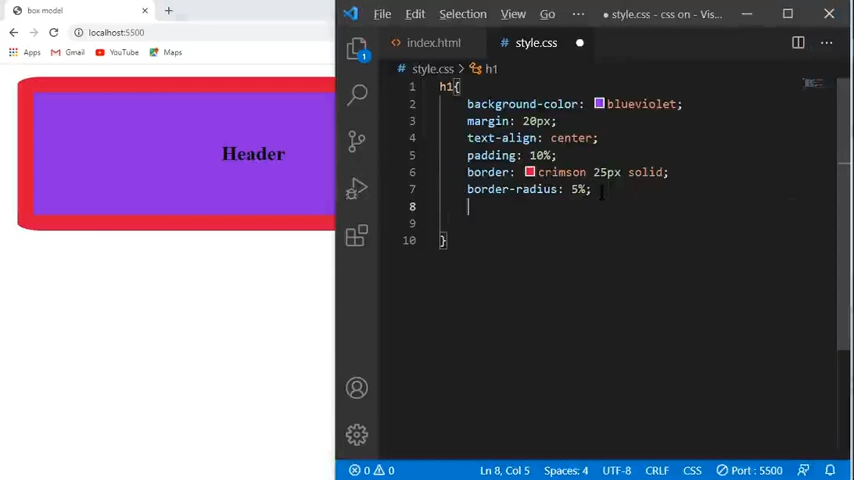 box model
localhost:5500
Apps
Gmail
YouTube
Maps
Header
File Edit Selection View Go ···
● style.css - css on - Vis...
index.html
# style.css ●
# style.css > h1
1 h1{
2 background-color: blueviolet;
3 margin: 20px;
4 text-align: center;
5 padding: 10%;
6 border: crimson 25px solid;
7 border-radius: 5%;
8
9
10 }
1
0 0
Ln 8, Col 5
Spaces: 4
UTF-8
CRLF
CSS
Port : 5500